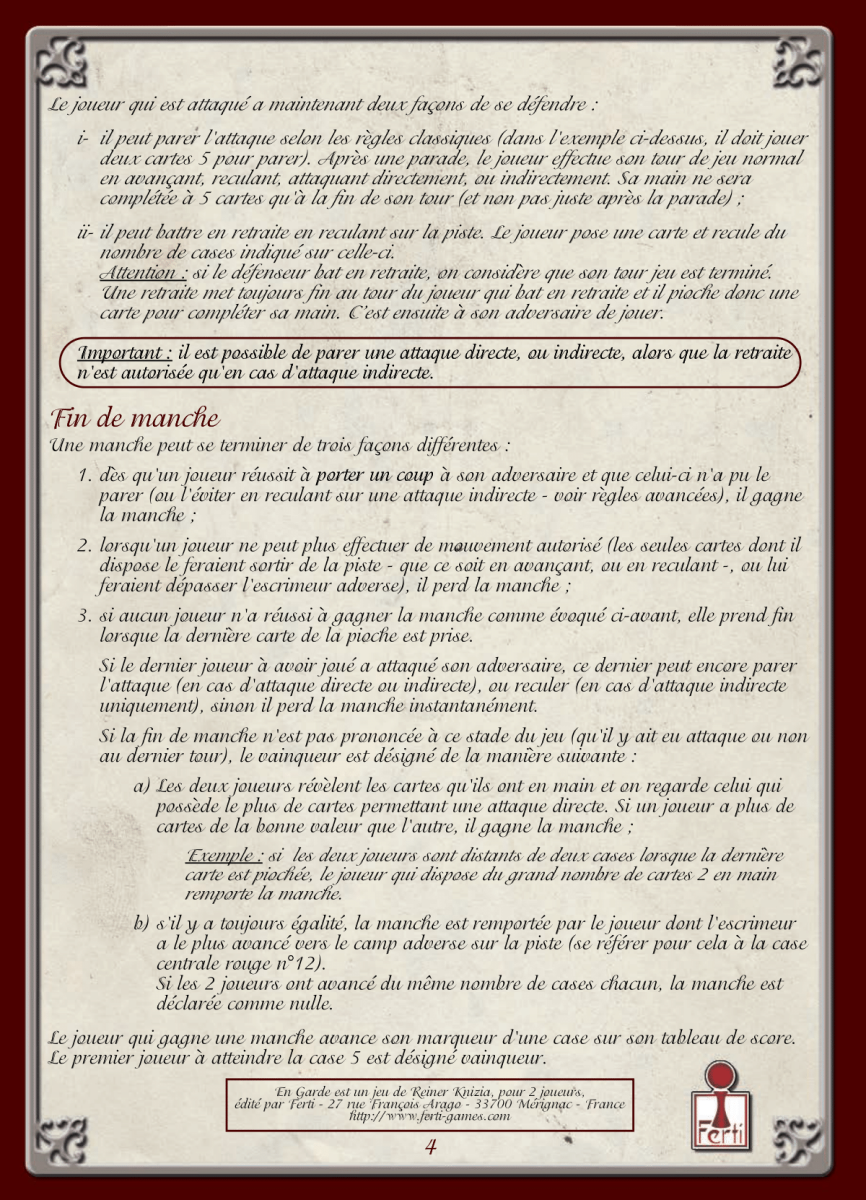 Le joueur qui est attaqué a maintenant deux façons de se défendre :
i- il peut parer l'attaque selon les règles classiques (dans l'exemple ci-dessus, il doit jouer
deux cartes 5 pour parer). Après une parade, le joueur effectue son tour de jeu normal
en avançant, reculant, attaquant directement, ou indirectement. Sa main ne sera
complétée à 5 cartes qu'à la fin de son tour (et non pas juste après la parade) ;
ii- il peut battre en retraite en reculant sur la piste. Le joueur pose une carte et recule du
nombre de cases indiqué sur celle-ci.
Attention : si le défenseur bat en retraite, on considère que son tour jeu est terminé.
Une retraite met toujours fin au tour du joueur qui bat en retraite et il pioche donc une
carte pour compléter sa main. C'est ensuite à son adversaire de jouer.
Important : il est possible de parer une attaque directe, ou indirecte, alors que la retraite
n'est autorisée qu'en cas d'attaque indirecte.
Fin de manche
Une manche peut se terminer de trois façons différentes :
1. dès qu'un joueur réussit à porter un coup à son adversaire et que celui-ci n'a pu le
parer (ou l'éviter en reculant sur une attaque indirecte - voir règles avancées), il gagne
la manche ;
2. lorsqu'un joueur ne peut plus effectuer de mouvement autorisé (les seules cartes dont il
dispose le feraient sortir de la piste - que ce soit en avançant, ou en reculant -, ou lui
feraient dépasser l'escrimeur adverse), il perd la manche ;
3. si aucun joueur n'a réussi à gagner la manche comme évoqué ci-avant, elle prend fin
lorsque la dernière carte de la pioche est prise.
Si le dernier joueur à avoir joué a attaqué son adversaire, ce dernier peut encore parer
l'attaque (en cas d'attaque directe ou indirecte), ou reculer (en cas d'attaque indirecte
uniquement), sinon il perd la manche instantanément.
Si la fin de manche n'est pas prononcée à ce stade du jeu (qu'il y ait eu attaque ou non
au dernier tour), le vainqueur est désigné de la manière suivante :
a) Les deux joueurs révèlent les cartes qu'ils ont en main et on regarde celui qui
possède le plus de cartes permettant une attaque directe. Si un joueur a plus de
cartes de la bonne valeur que l'autre, il gagne la manche ;
Exemple : si les deux joueurs sont distants de deux cases lorsque la dernière
carte est piochée, le joueur qui dispose du grand nombre de cartes 2 en main
remporte la manche.
b) s'il y a toujours égalité, la manche est remportée par le joueur dont l'escrimeur
a le plus avancé vers le camp adverse sur la piste (se référer pour cela à la case
centrale rouge n°12).
Si les 2 joueurs ont avancé du même nombre de cases chacun, la manche est
déclarée comme nulle.
Le joueur qui gagne une manche avance son marqueur d'une case sur son tableau de score.
Le premier joueur à atteindre la case 5 est désigné vainqueur.
En Garde est un jeu de Reiner Knizia, pour 2 joueurs,
édité par Ferti - 27 rue François Arago - 33700 Mérignac - France
http://www.ferti-games.com
Ferti
4